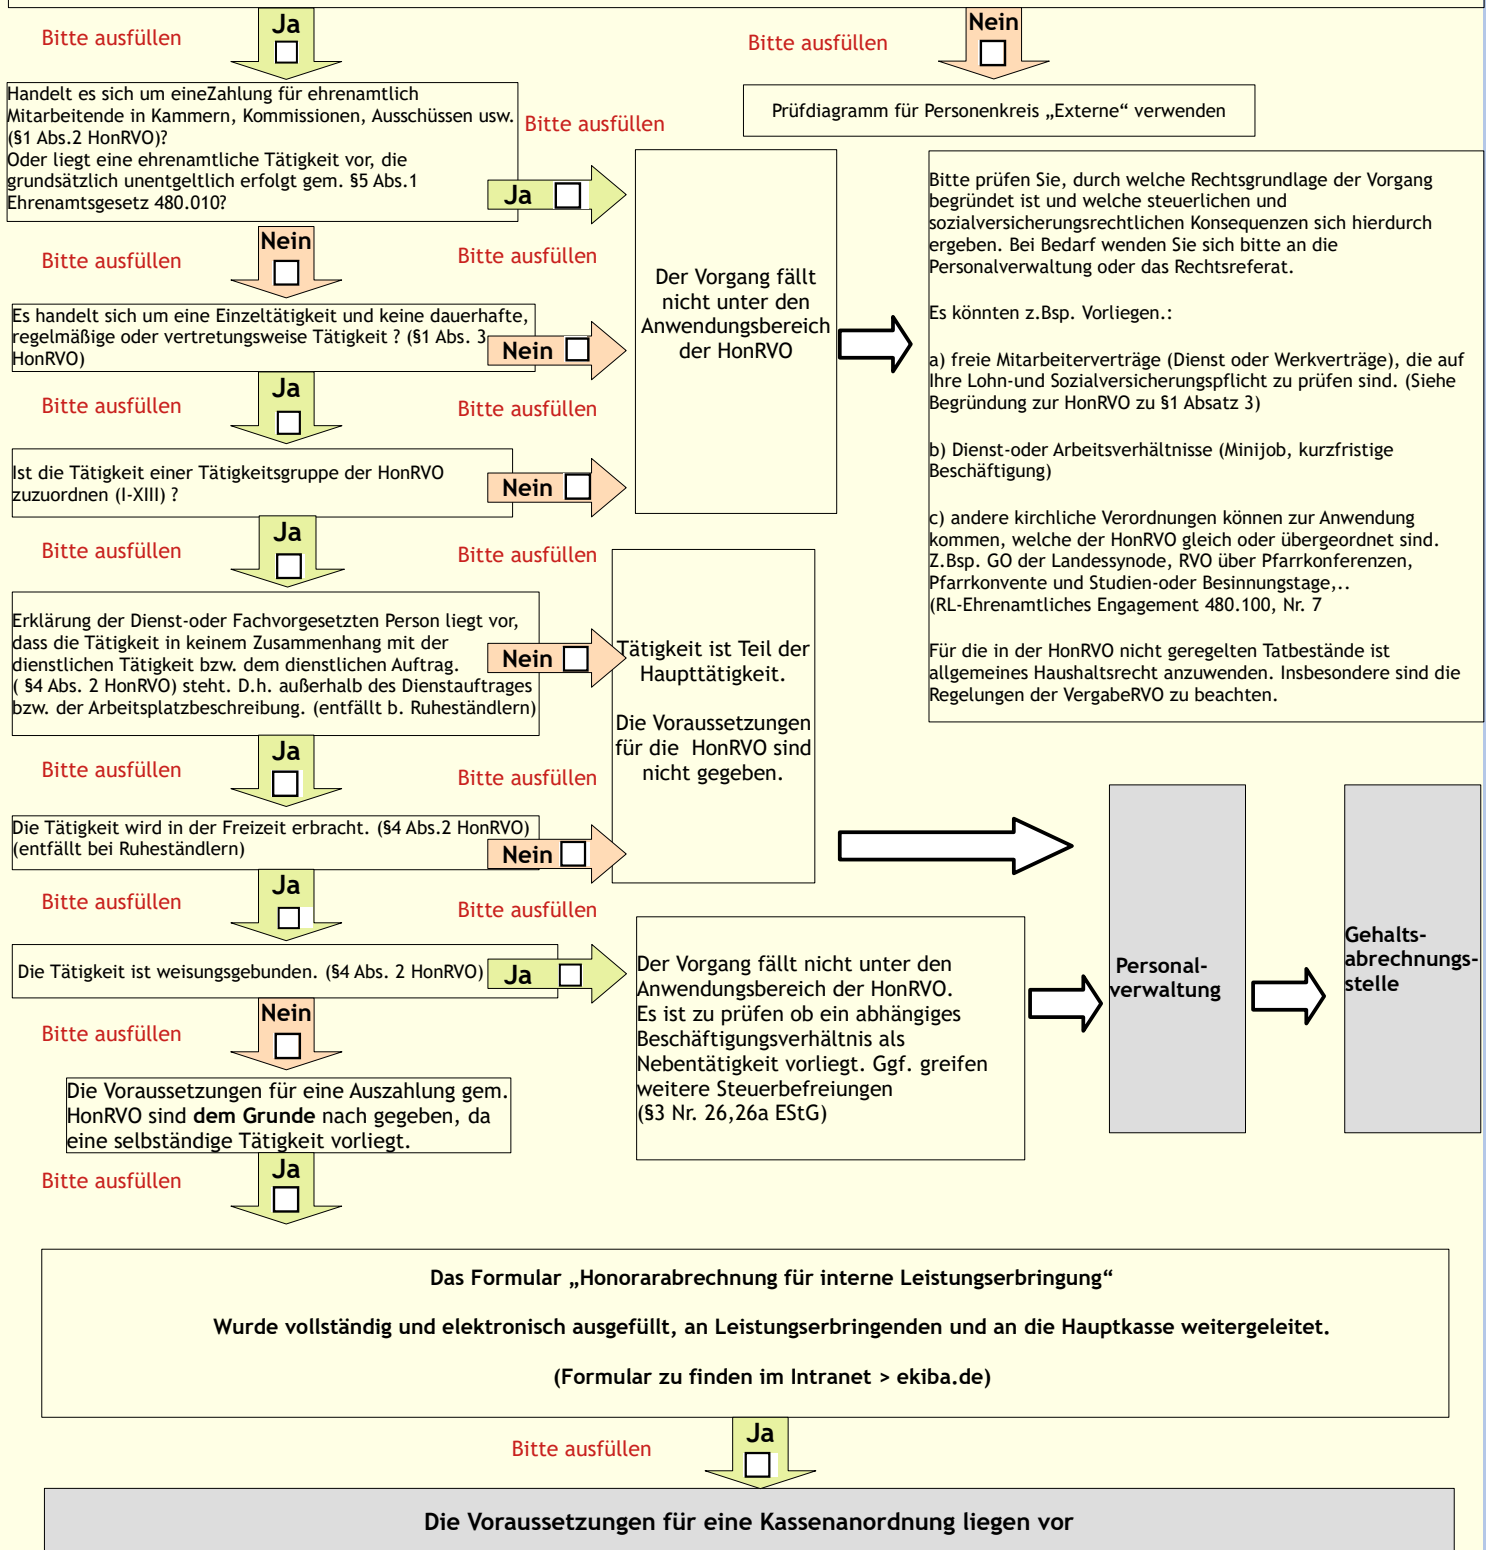 Ja
Bitte ausfüllen
Nein
Bitte ausfüllen
Handelt es sich um eineZahlung für ehrenamtlich
Mitarbeitende in Kammern, Kommissionen, Ausschüssen usw.
(§1 Abs.2 HonRVO)?
Oder liegt eine ehrenamtliche Tätigkeit vor, die
grundsätzlich unentgeltlich erfolgt gem. §5 Abs.1
Ehrenamtsgesetz 480.010?
Bitte ausfüllen
Ja
Prüfdiagramm für Personenkreis „Externe“ verwenden
Nein
Bitte ausfüllen
Bitte ausfüllen
Es handelt sich um eine Einzeltätigkeit und keine dauerhafte,
regelmäßige oder vertretungsweise Tätigkeit ? (§1 Abs. 3
HonRVO)
Nein
Ja
Bitte ausfüllen
Bitte ausfüllen
Ist die Tätigkeit einer Tätigkeitsgruppe der HonRVO
zuzuordnen (I-XIII) ?
Nein
Der Vorgang fällt
nicht unter den
Anwendungsbereich
der HonRVO
Bitte prüfen Sie, durch welche Rechtsgrundlage der Vorgang
begründet ist und welche steuerlichen und
sozialversicherungsrechtlichen Konsequenzen sich hierdurch
ergeben. Bei Bedarf wenden Sie sich bitte an die
Personalverwaltung oder das Rechtsreferat.
Es könnten z.Bsp. Vorliegen.:
a) freie Mitarbeiterverträge (Dienst oder Werkverträge), die auf
Ihre Lohn-und Sozialversicherungspflicht zu prüfen sind. (Siehe
Begründung zur HonRVO zu §1 Absatz 3)
b) Dienst-oder Arbeitsverhältnisse (Minijob, kurzfristige
Beschäftigung)
c) andere kirchliche Verordnungen können zur Anwendung
kommen, welche der HonRVO gleich oder übergeordnet sind.
Z.Bsp. GO der Landessynode, RVO über Pfarrkonferenzen,
Pfarrkonvente und Studien-oder Besinnungstage,..
(RL-Ehrenamtliches Engagement 480.100, Nr. 7
Für die in der HonRVO nicht geregelten Tatbestände ist
allgemeines Haushaltsrecht anzuwenden. Insbesondere sind die
Regelungen der VergabeRVO zu beachten.
Ja
Bitte ausfüllen
Bitte ausfüllen
Erklärung der Dienst-oder Fachvorgesetzten Person liegt vor,
dass die Tätigkeit in keinem Zusammenhang mit der
dienstlichen Tätigkeit bzw. dem dienstlichen Auftrag.
( §4 Abs. 2 HonRVO) steht. D.h. außerhalb des Dienstauftrages
bzw. der Arbeitsplatzbeschreibung. (entfällt b. Ruheständlern)
Nein
Tätigkeit ist Teil der
Haupttätigkeit.
Die Voraussetzungen
für die HonRVO sind
nicht gegeben.
Ja
Bitte ausfüllen
Bitte ausfüllen
Die Tätigkeit wird in der Freizeit erbracht. (§4 Abs.2 HonRVO)
(entfällt bei Ruheständlern)
Nein
Ja
Bitte ausfüllen
Bitte ausfüllen
Die Tätigkeit ist weisungsgebunden. (§4 Abs. 2 HonRVO)
Ja
Der Vorgang fällt nicht unter den
Anwendungsbereich der HonRVO.
Es ist zu prüfen ob ein abhängiges
Beschäftigungsverhältnis als
Nebentätigkeit vorliegt. Ggf. greifen
weitere Steuerbefreiungen
(§3 Nr. 26,26a EStG)
Personal-
verwaltung
Gehalts-
abrechnungs-
stelle
Nein
Bitte ausfüllen
Die Voraussetzungen für eine Auszahlung gem.
HonRVO sind dem Grunde nach gegeben, da
eine selbständige Tätigkeit vorliegt.
Ja
Bitte ausfüllen
Das Formular „Honorarabrechnung für interne Leistungserbringung“
Wurde vollständig und elektronisch ausgefüllt, an Leistungserbringenden und an die Hauptkasse weitergeleitet.
(Formular zu finden im Intranet > ekiba.de)
Ja
Bitte ausfüllen
Die Voraussetzungen für eine Kassenanordnung liegen vor